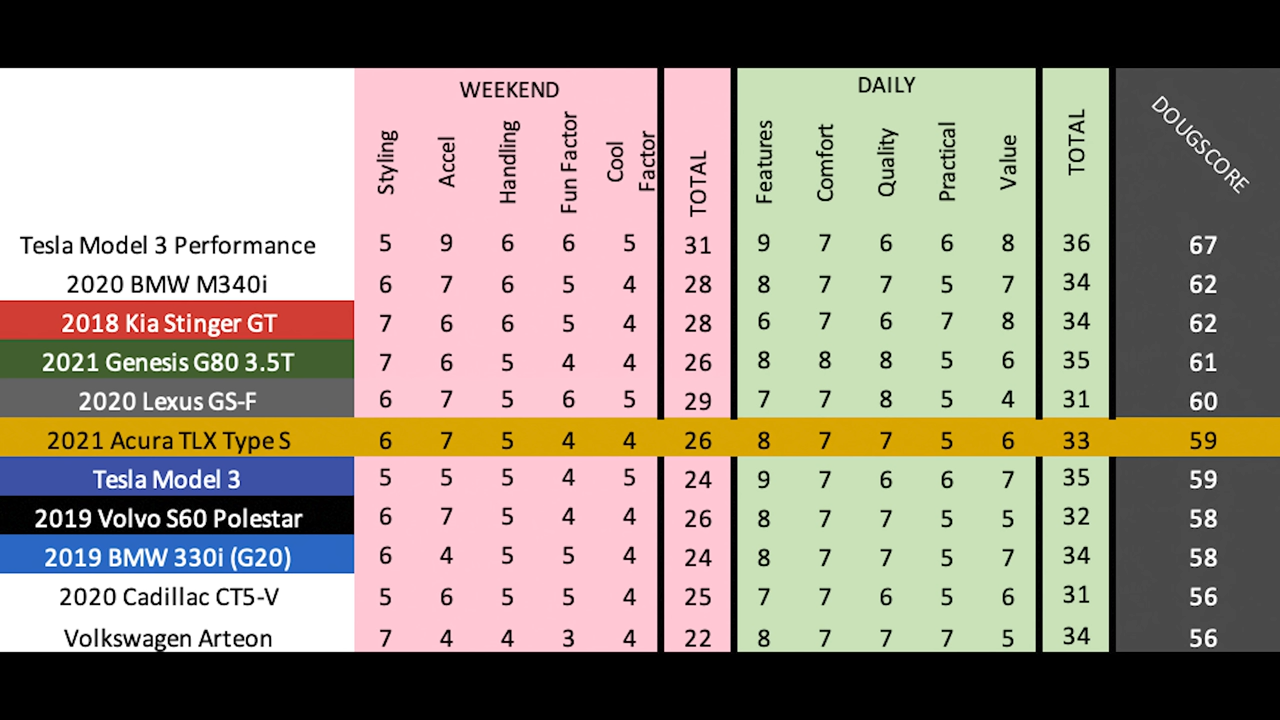 WEEKEND DAILY
Styling Accel Handling Fun Factor Cool Factor TOTAL Features Comfort Quality Practical Value TOTAL DOUGSCORE
Tesla Model 3 Performance 5 9 6 6 5 31 9 7 6 6 8 36 67
2020 BMW M340i 6 7 6 5 4 28 8 7 7 5 7 34 62
2018 Kia Stinger GT 7 6 6 5 4 28 6 7 6 7 8 34 62
2021 Genesis G80 3.5T 7 6 5 4 4 26 8 8 8 5 6 35 61
2020 Lexus GS-F 6 7 5 6 5 29 7 7 8 5 4 31 60
2021 Acura TLX Type S 6 7 5 4 4 26 8 7 7 5 6 33 59
Tesla Model 3 5 5 5 4 5 24 9 7 6 6 7 35 59
2019 Volvo S60 Polestar 6 7 5 4 4 26 8 7 7 5 5 32 58
2019 BMW 330i (G20) 6 4 5 5 4 24 8 7 7 5 7 34 58
2020 Cadillac CT5-V 5 6 5 5 4 25 7 7 6 5 6 31 56
Volkswagen Arteon 7 4 4 3 4 22 8 7 7 7 5 34 56